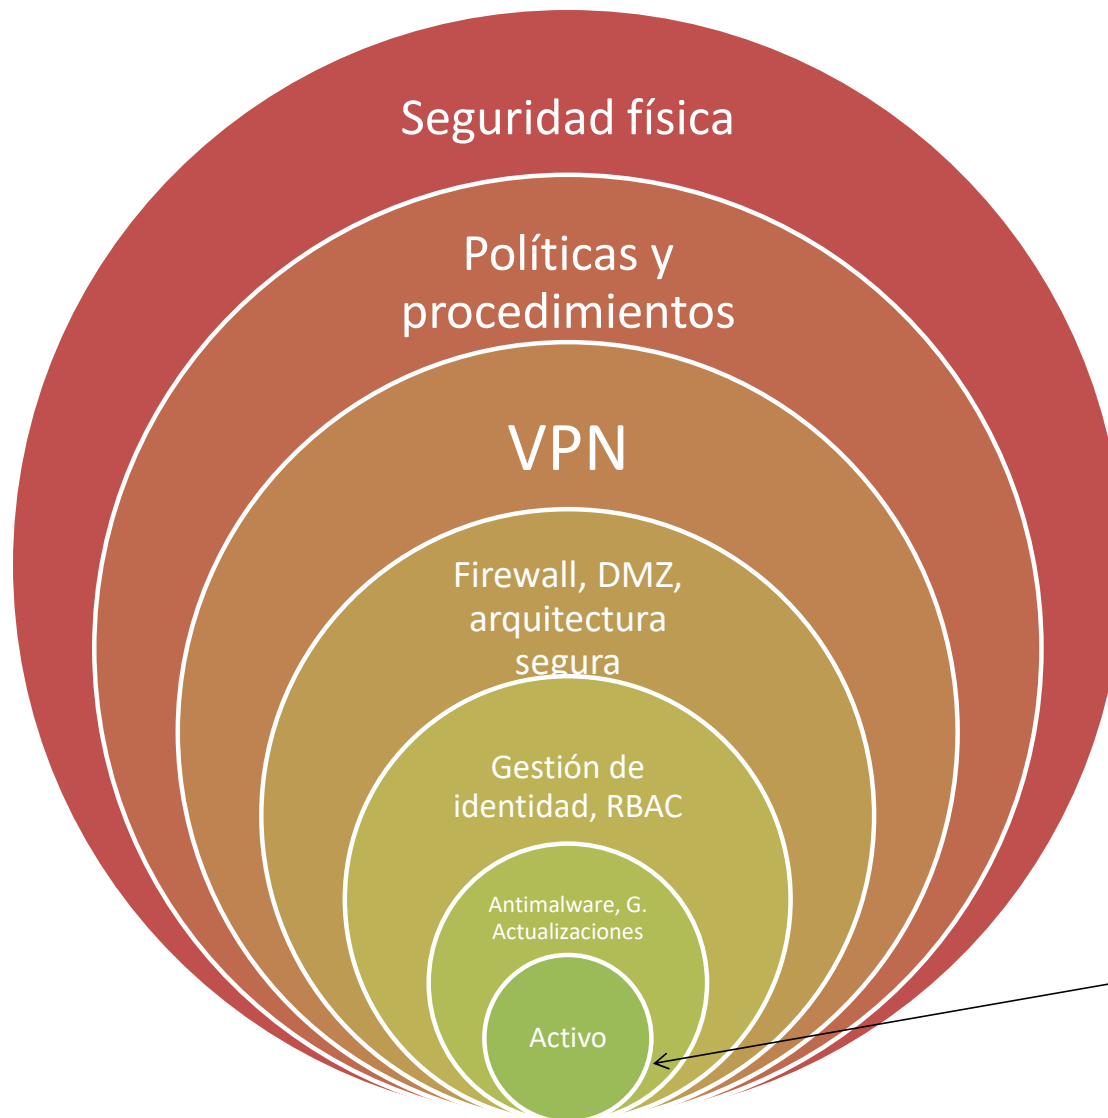 Seguridad física
Políticas y
procedimientos
VPN
Firewall, DMZ,
arquitectura
segura
Gestión de
identidad, RBAC
Antimalware, G.
Actualizaciones
Activo